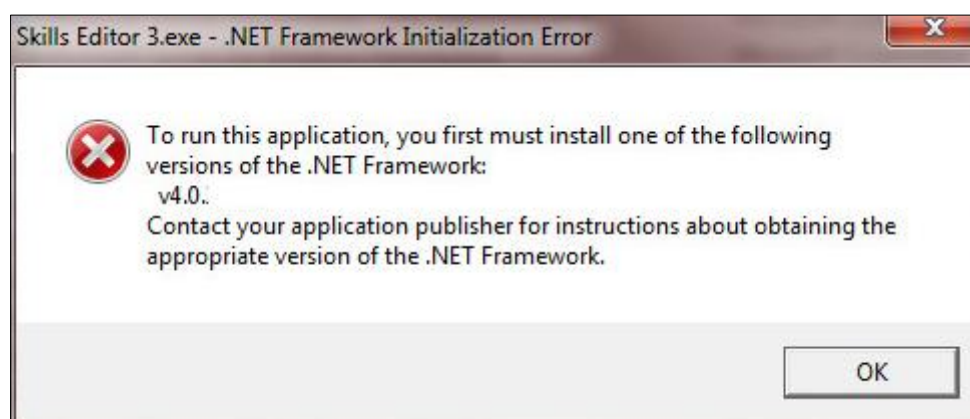 Skills Editor 3.exe - .NET Framework Initialization Error
To run this application, you first must install one of the following
versions of the .NET Framework:
v4.0.
Contact your application publisher for instructions about obtaining the
appropriate version of the .NET Framework.
OK